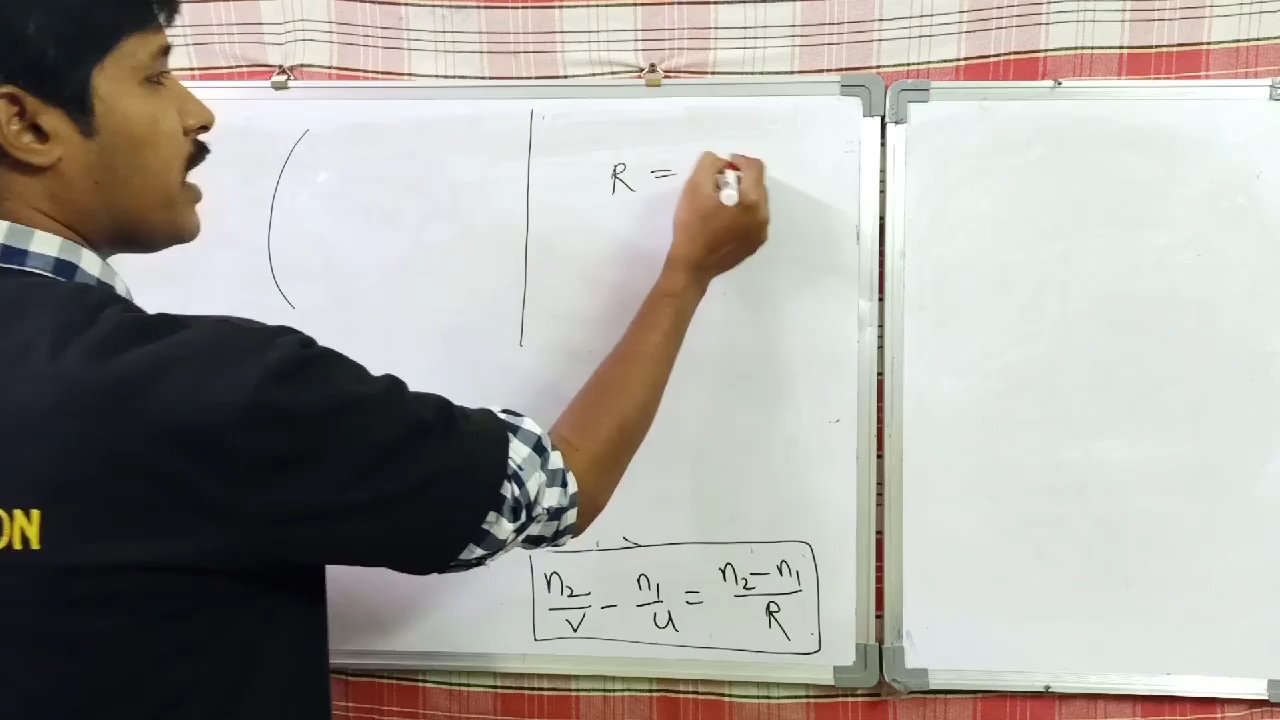 R =
n₂/v - n₁/u = n₂-n₁/R
ON